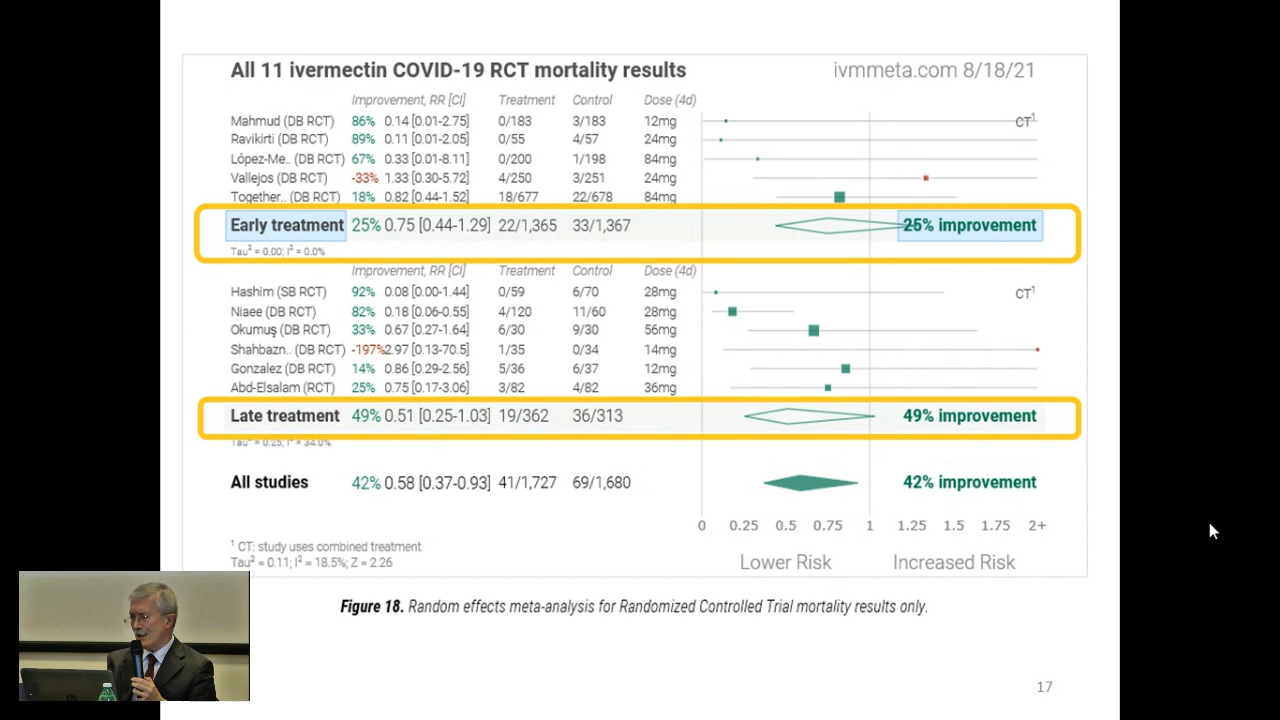 All 11 ivermectin COVID-19 RCT mortality results ivmmeta.com 8/18/21
Improvement, RR [CI] Treatment Control Dose (4d)
Mahmud (DB RCT) 86% 0.14 [0.01-2.75] 0/183 3/183 12mg CT1
Ravikirti (DB RCT) 89% 0.11 [0.01-2.05] 0/55 4/57 24mg
López-Me.. (DB RCT) 67% 0.33 [0.01-8.11] 0/200 1/198 84mg
Vallejos (DB RCT) -33% 1.33 [0.30-5.72] 4/250 3/251 24mg
Together.. (DB RCT) 18% 0.82 [0.44-1.52] 18/677 22/678 84mg
Early treatment 25% 0.75 [0.44-1.29] 22/1,365 33/1,367 25% improvement
Tau2 = 0.00; I2 = 0.0%
Improvement, RR [CI] Treatment Control Dose (4d)
Hashim (SB RCT) 92% 0.08 [0.00-1.44] 0/59 6/70 28mg CT1
Niaee (DB RCT) 82% 0.18 [0.06-0.55] 4/120 11/60 28mg
Okumuş (DB RCT) 33% 0.67 [0.27-1.64] 6/30 9/30 56mg
Shahbazn.. (DB RCT) -197% 2.97 [0.13-70.5] 1/35 0/34 14mg
Gonzalez (DB RCT) 14% 0.86 [0.29-2.56] 5/36 6/37 12mg
Abd-Elsalam (RCT) 25% 0.75 [0.17-3.06] 3/82 4/82 36mg
Late treatment 49% 0.51 [0.25-1.03] 19/362 36/313 49% improvement
Tau2 = 0.25; I2 = 34.0%
All studies 42% 0.58 [0.37-0.93] 41/1,727 69/1,680 42% improvement
0 0.25 0.5 0.75 1 1.25 1.5 1.75 2+
1 CT: study uses combined treatment
Tau2 = 0.11; I2 = 18.5%; Z = 2.26
Lower Risk Increased Risk
Figure 18. Random effects meta-analysis for Randomized Controlled Trial mortality results only.
17